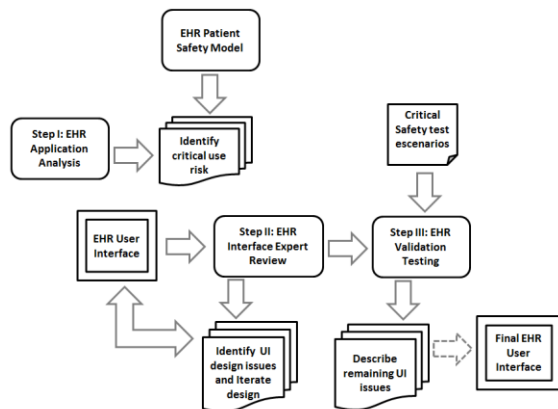 EHR Patient
Safety Model
Critical
Safety test
escenarios
Step I: EHR
Application
Analysis
Identify
critical use
risk
EHR User
Interface
Step II: EHR
Interface Expert
Review
Step III: EHR
Validation
Testing
Identify UI
design issues
and Iterate
design
Describe
remaining UI
issues
Final EHR
User
Interface